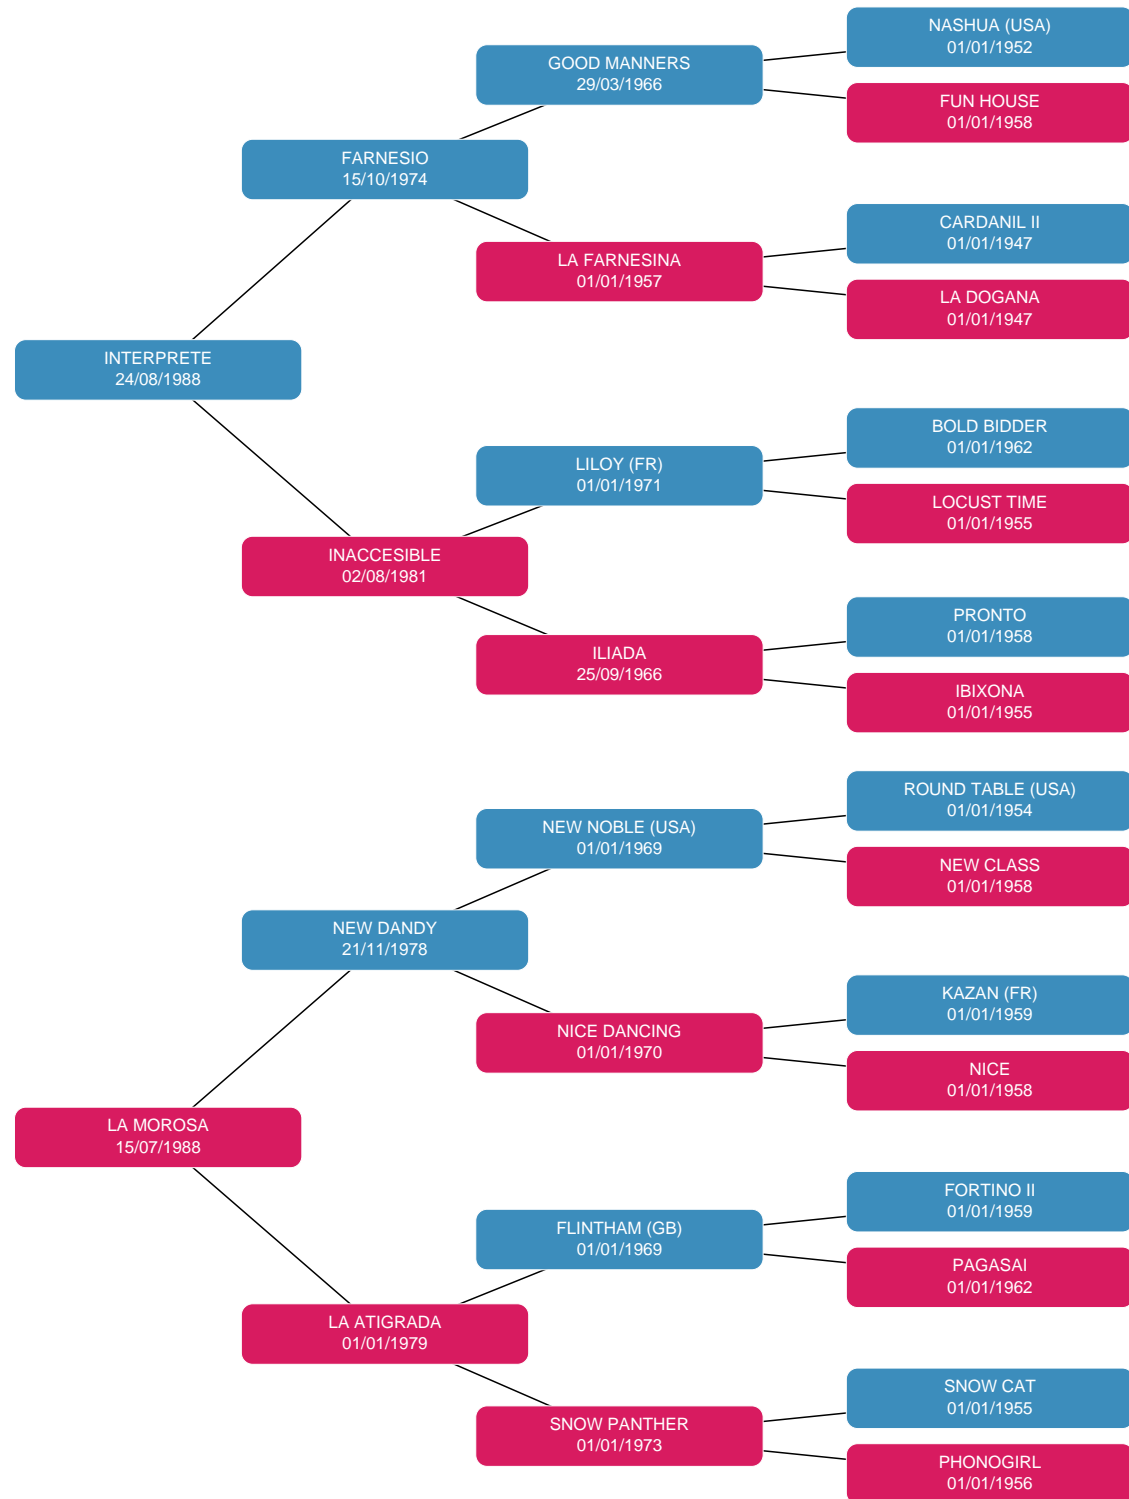 NASHUA (USA)
01/01/1952
GOOD MANNERS
29/03/1966
FUN HOUSE
01/01/1958
FARNESIO
15/10/1974
CARDANIL II
01/01/1947
LA FARNESINA
01/01/1957
LA DOGANA
01/01/1947
INTERPRETE
24/08/1988
BOLD BIDDER
01/01/1962
LILOY (FR)
01/01/1971
LOCUST TIME
01/01/1955
INACCESIBLE
02/08/1981
PRONTO
01/01/1958
ILIADA
25/09/1966
IBIXONA
01/01/1955
ROUND TABLE (USA)
01/01/1954
NEW NOBLE (USA)
01/01/1969
NEW CLASS
01/01/1958
NEW DANDY
21/11/1978
KAZAN (FR)
01/01/1959
NICE DANCING
01/01/1970
NICE
01/01/1958
LA MOROSA
15/07/1988
FORTINO II
01/01/1959
FLINTHAM (GB)
01/01/1969
PAGASAI
01/01/1962
LA ATIGRADA
01/01/1979
SNOW CAT
01/01/1955
SNOW PANTHER
01/01/1973
PHONOGIRL
01/01/1956